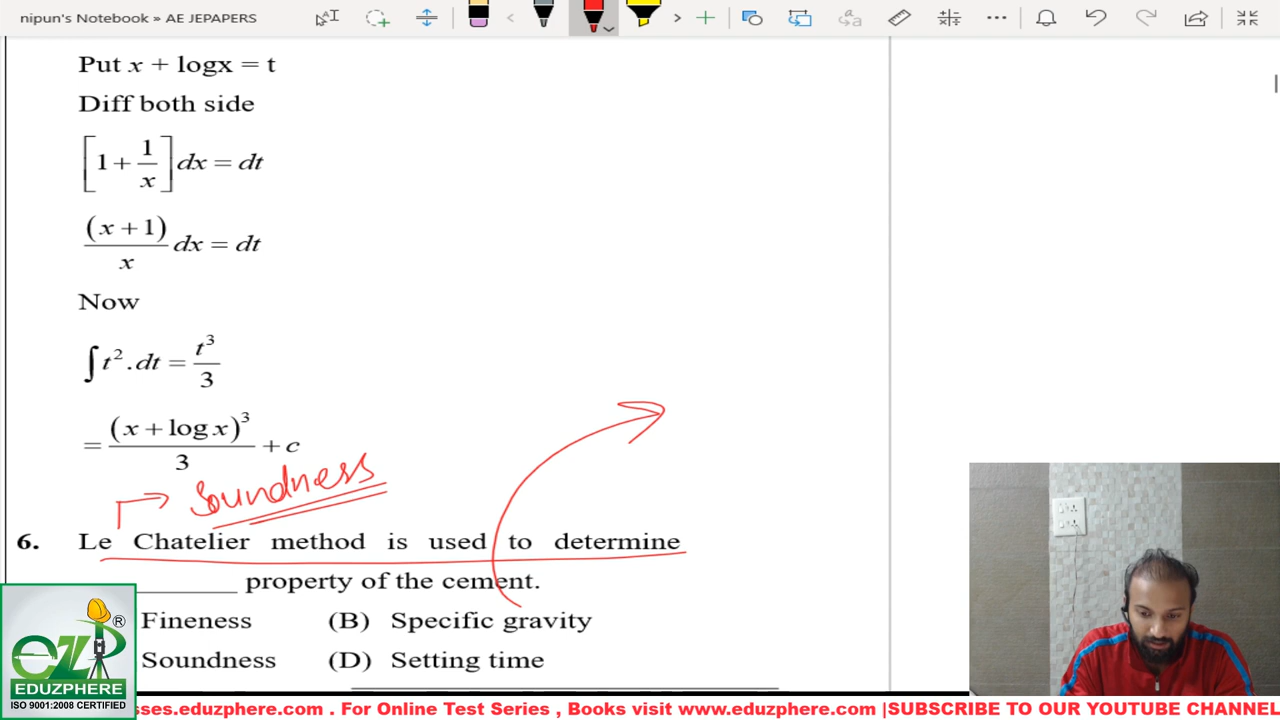 nipun's Notebook » AE JEPAPERS
Put x + logx = t
Diff both side
[1 + 1/x] dx = dt
(x + 1)/x dx = dt
Now
∫ t². dt = t³/3
= (x + log x)³/3 + c
Soundness
6. Le Chatelier method is used to determine
________ property of the cement.
Fineness (B) Specific gravity
Soundness (D) Setting time
EZP ®
EDUZPHERE
ISO 9001:2008 CERTIFIED
sses.eduzphere.com . For Online Test Series , Books visit www.eduzphere.com |SUBSCRIBE TO OUR YOUTUBE CHANNEL